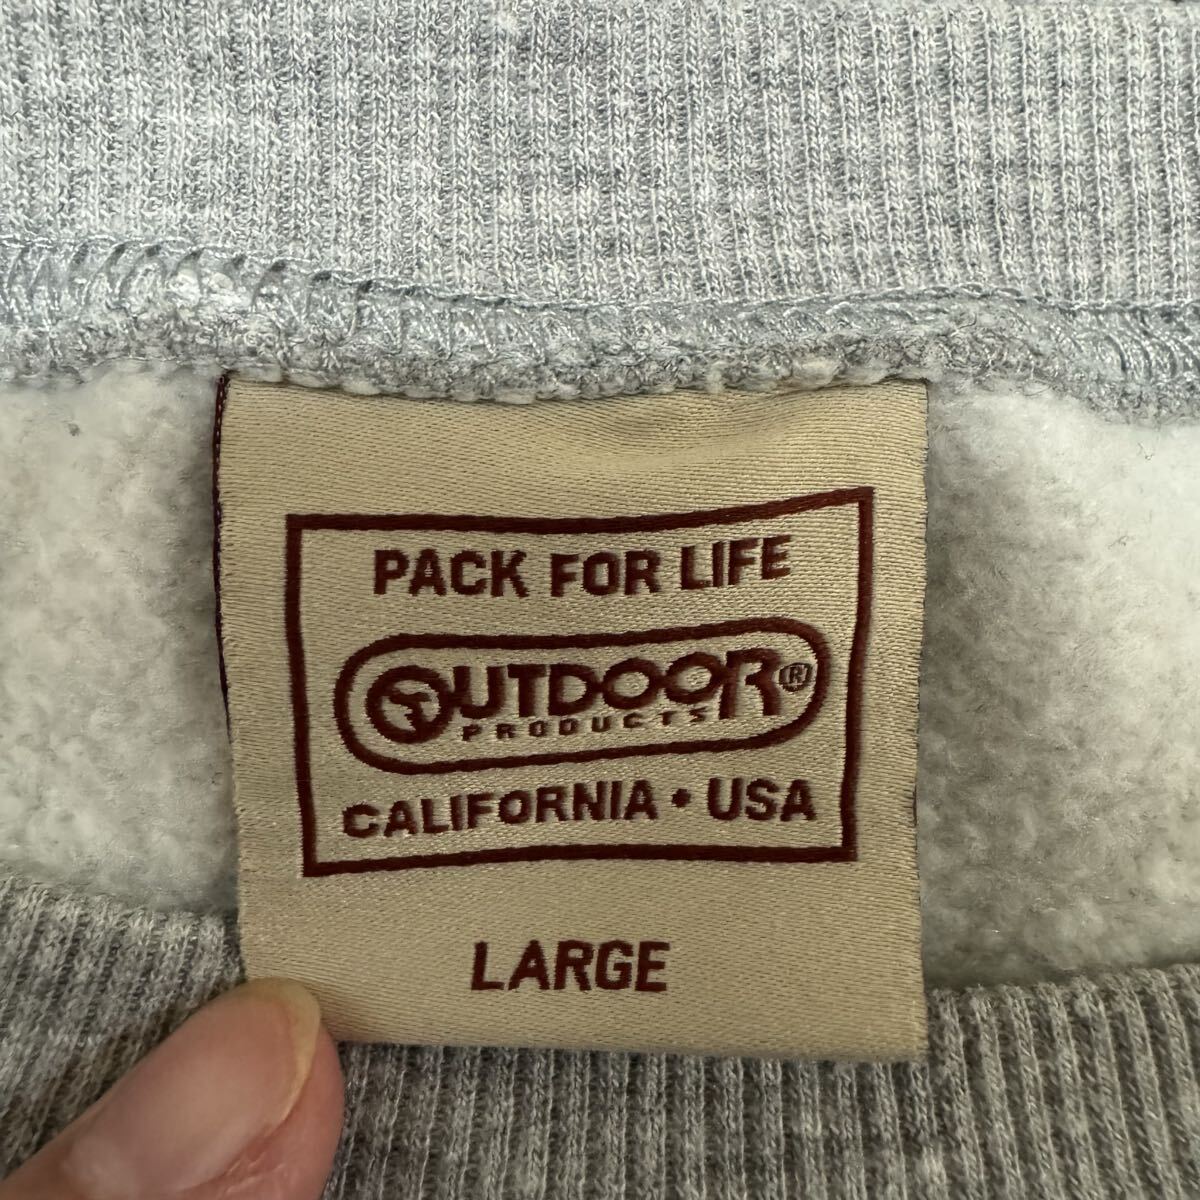 PACK FOR LIFE
OUTDOOR®
PRODUCTS
CALIFORNIA • USA
LARGE